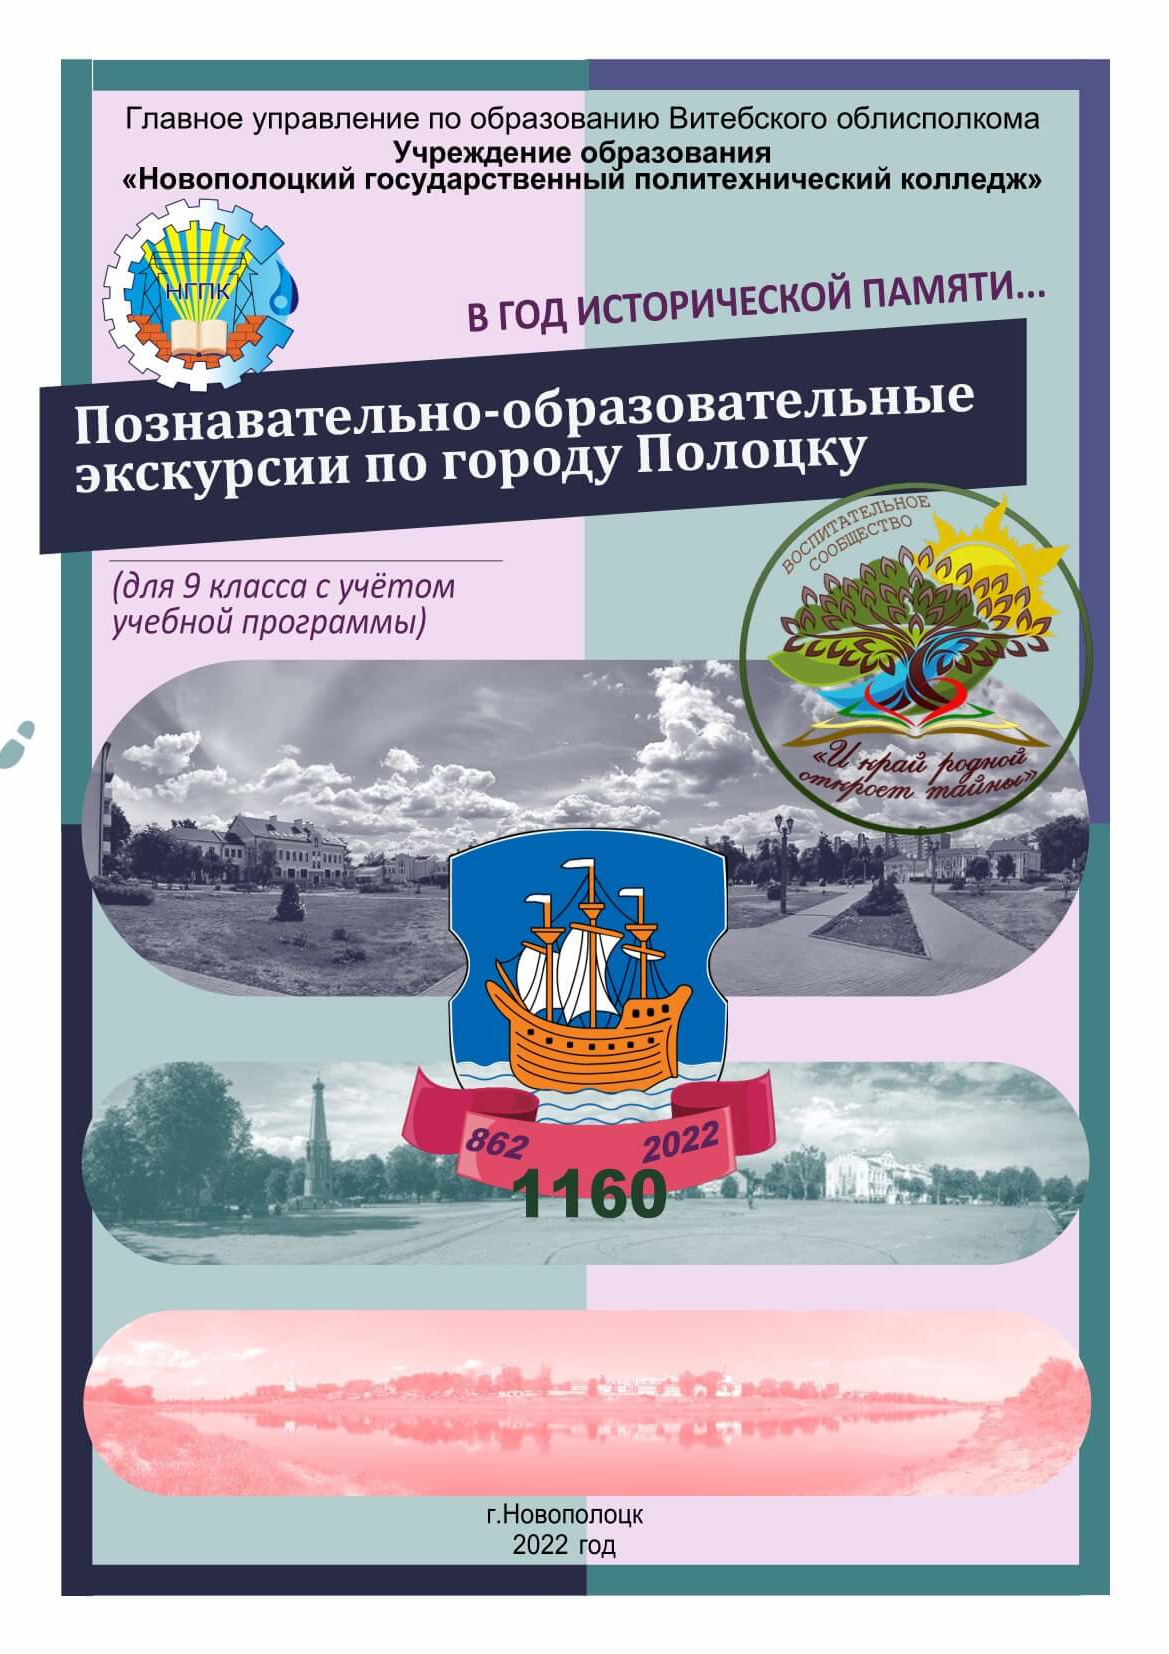 Главное управление по образованию Витебского облисполкома
Учреждение образования
«Новополоцкий государственный политехнический колледж»
НГПК
В ГОД ИСТОРИЧЕСКОЙ ПАМЯТИ...
Познавательно-образовательные
экскурсии по городу Полоцку
ВОСПИТАТЕЛЬНОЕ
СООБЩЕСТВО
(для 9 класса с учётом
учебной программы)
«И край родной
откроет тайны»
862 2022
1160
г.Новополоцк
2022 год